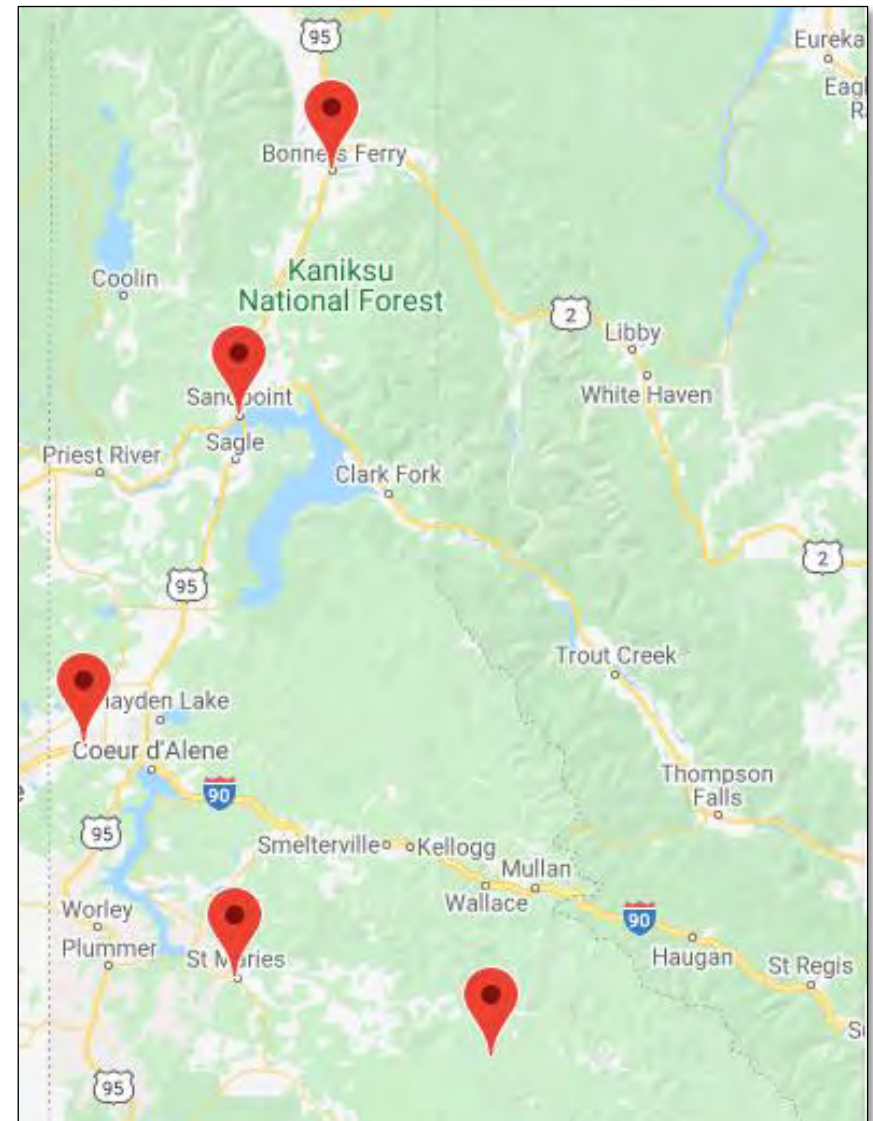 95
Eureka
Bonners Ferry
Coolin
Kaniksu
National Forest
2
Libby
White Haven
Sandpoint
Sagle
Priest River
Clark Fork
2
95
Trout Creek
Hayden Lake
Coeur d'Alene
Thompson
Falls
90
95
Smelterville
Kellogg
Mullan
Wallace
Worley
90
Plummer
St Maries
Haugan
St Regis
95